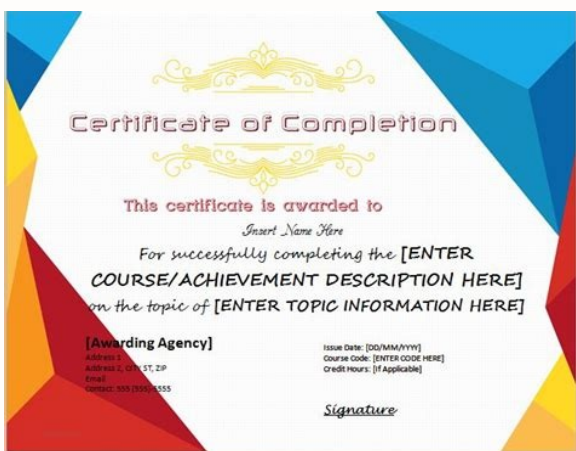 Certificate of Completion
This certificate is awarded to
Insert Name Here
For successfully completing the [ENTER
COURSE/ACHIEVEMENT DESCRIPTION HERE]
on the topic of [ENTER TOPIC INFORMATION HERE]
[Awarding Agency]
Address 1
Address 2, CITY ST, ZIP
Email
Contact: 555 (555)-5555
Issue Date: [DD/MM/YYYY]
Course Code: [ENTER CODE HERE]
Credit Hours: [If Applicable]
Signature